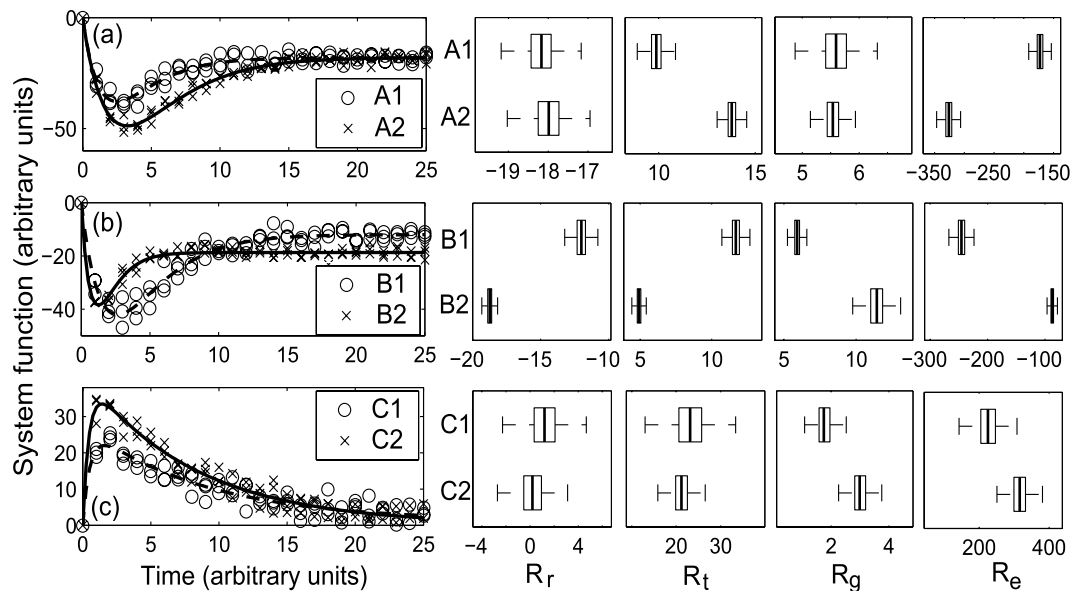 System function (arbitrary units)
(a)
0
−50
A1
A2
0 5 10 15 20 25
A1
A2
−19 −18 −17
10 15
5 6
−350 −250 −150
(b)
0
−20
−40
B1
B2
0 5 10 15 20 25
B1
B2
−20 −15 −10
5 10
5 10
−300 −200 −100
(c)
30
20
10
0
C1
C2
0 5 10 15 20 25
C1
C2
−4 0 4
20 30
2 4
200 400
Time (arbitrary units)
Rr Rt Rg Re